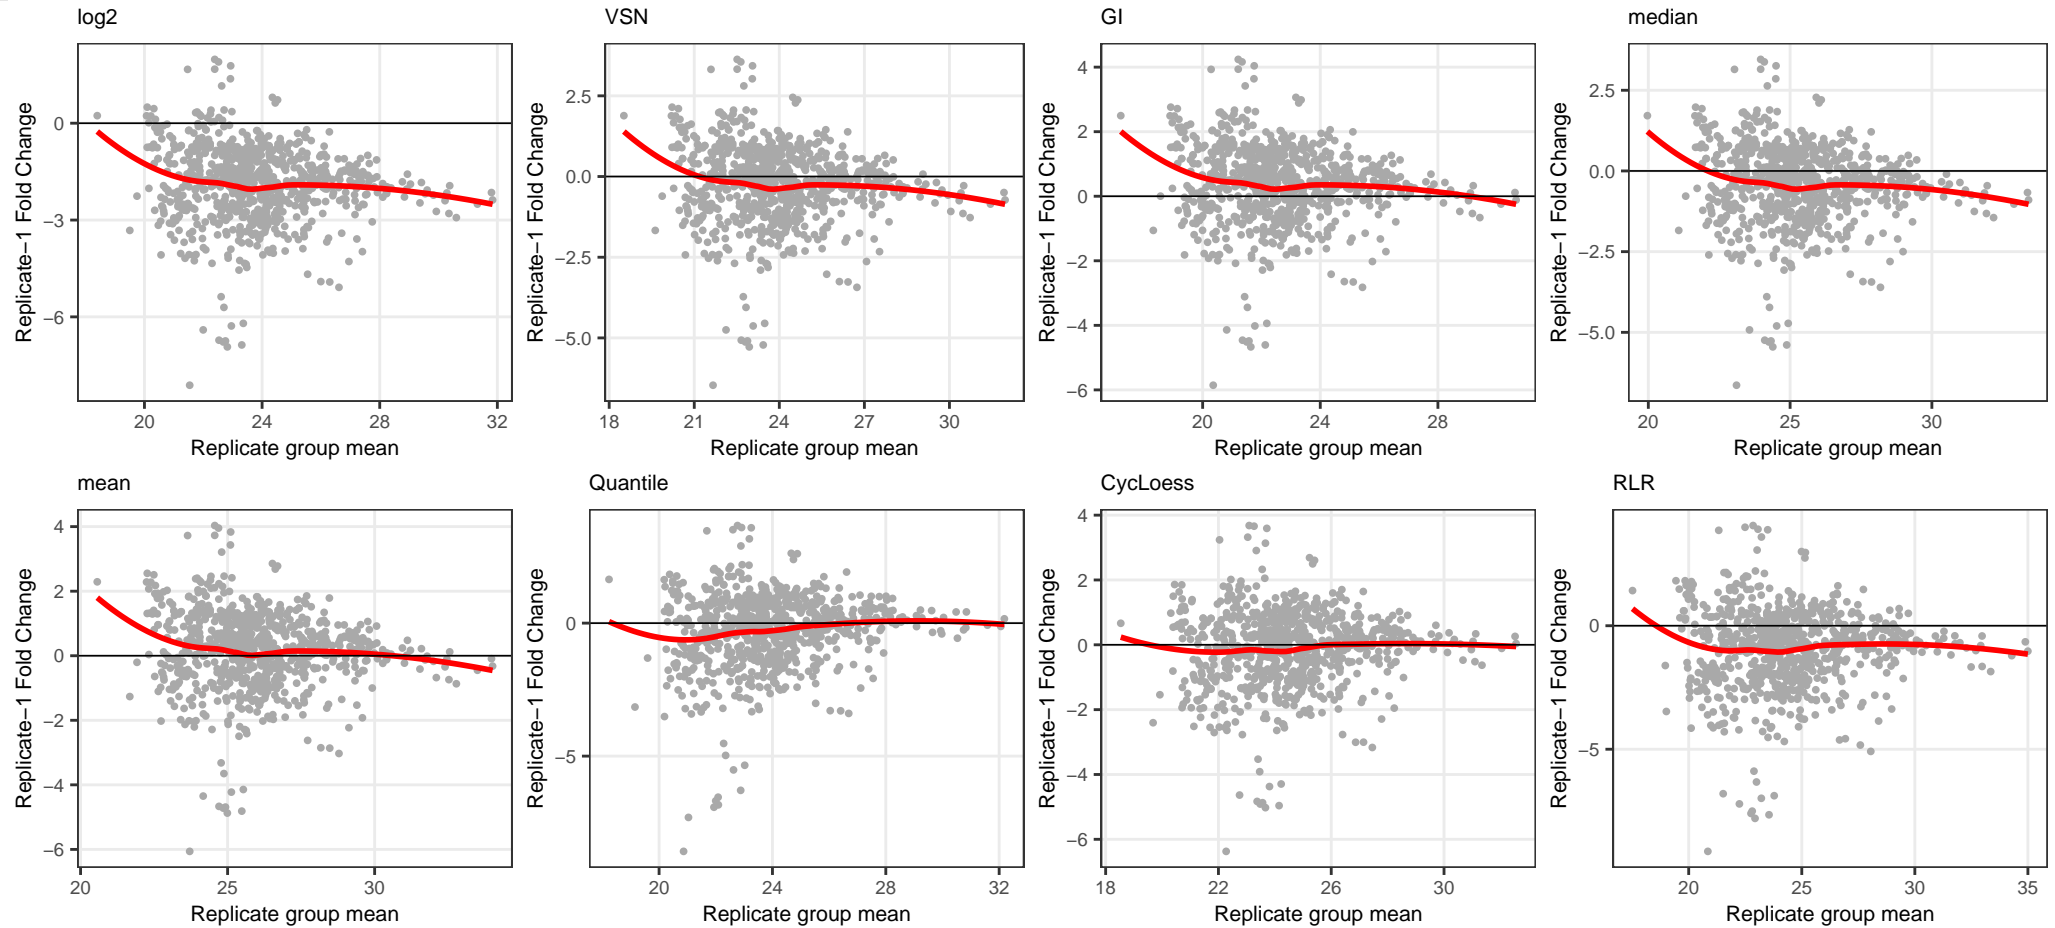 log2
VSN
GI
median
Replicate−1 Fold Change
0
−3
−6
20
24
28
32
Replicate group mean
Replicate−1 Fold Change
2.5
0.0
−2.5
−5.0
18
21
24
27
30
Replicate group mean
Replicate−1 Fold Change
4
2
0
−2
−4
−6
20
24
28
Replicate group mean
Replicate−1 Fold Change
2.5
0.0
−2.5
−5.0
20
25
30
Replicate group mean
mean
Quantile
CycLoess
RLR
Replicate−1 Fold Change
4
2
0
−2
−4
−6
20
25
30
Replicate group mean
Replicate−1 Fold Change
0
−5
20
24
28
32
Replicate group mean
Replicate−1 Fold Change
4
2
0
−2
−4
−6
18
22
26
30
Replicate group mean
Replicate−1 Fold Change
0
−5
20
25
30
35
Replicate group mean